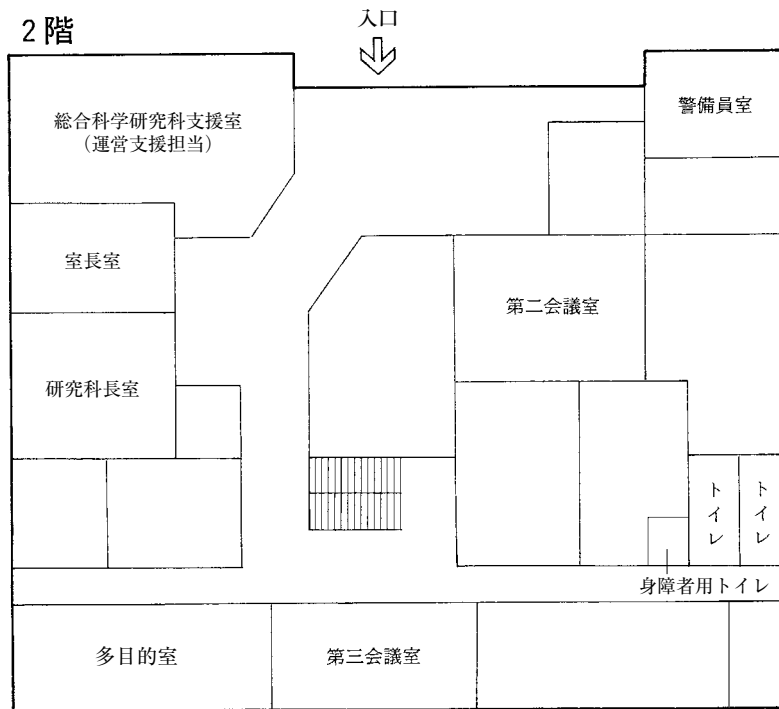 2階
入口
総合科学研究科支援室
（運営支援担当）
警備員室
室長室
第二会議室
研究科長室
トイレ
トイレ
身障者用トイレ
多目的室
第三会議室